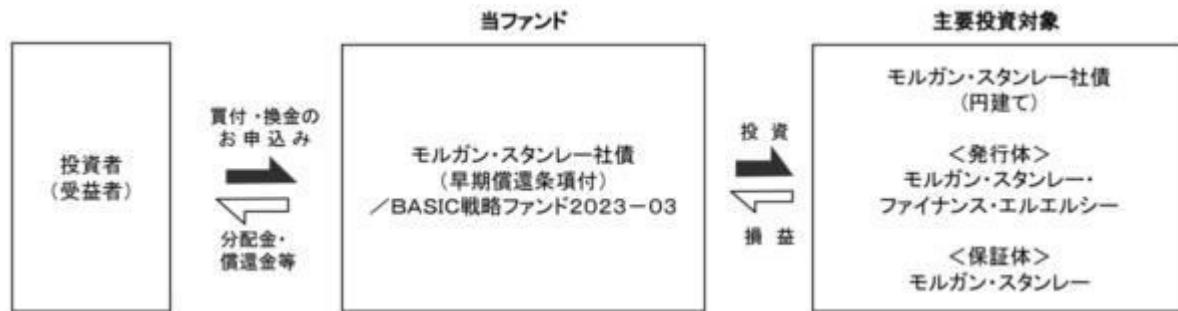 当ファンド
主要投資対象
投資者
（受益者）
買付・換金の
お申込み
分配金・
償還金等
モルガン・スタンレー社債
（早期償還条項付）
／BASIC戦略ファンド2023－03
投資
損益
モルガン・スタンレー社債
（円建て）
＜発行体＞
モルガン・スタンレー・
ファイナンス・エルエルシー
＜保証体＞
モルガン・スタンレー